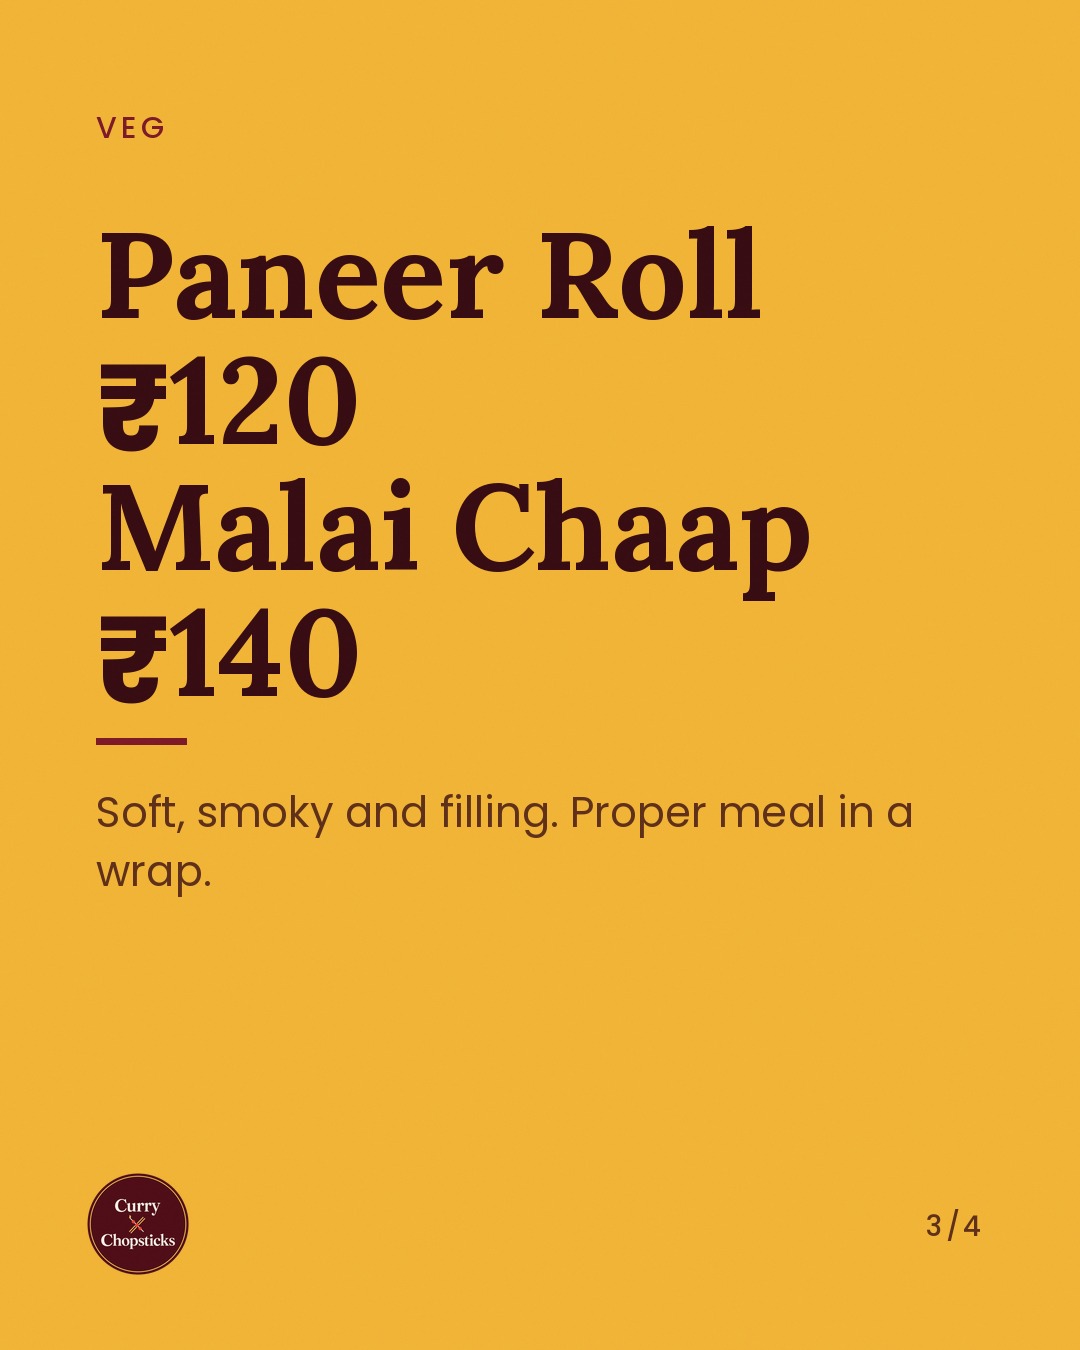 VEG
Paneer Roll
₹120
Malai Chaap
₹140
Soft, smoky and filling. Proper meal in a
wrap.
Curry
Chopsticks
3/4